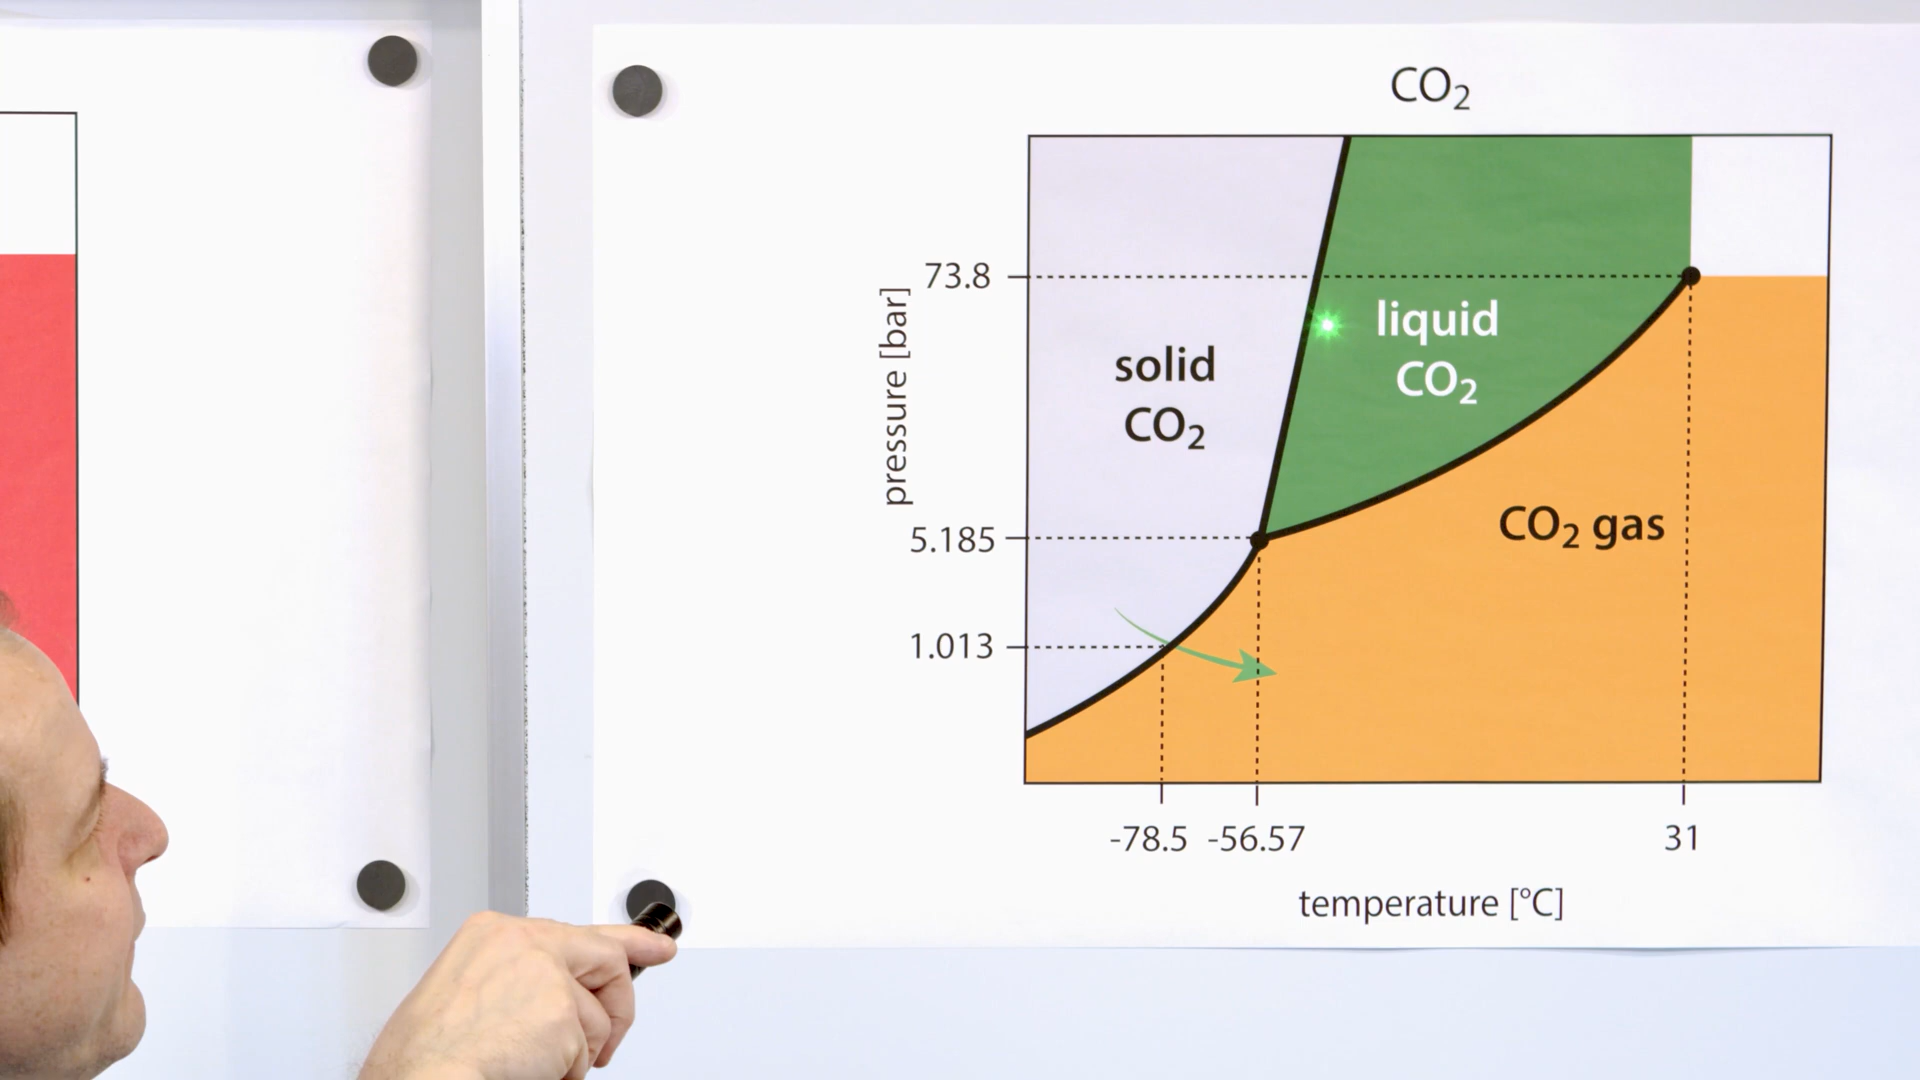 CO₂
73.8
5.185
1.013
pressure [bar]
solid
CO₂
liquid
CO₂
CO₂ gas
-78.5
-56.57
31
temperature [°C]